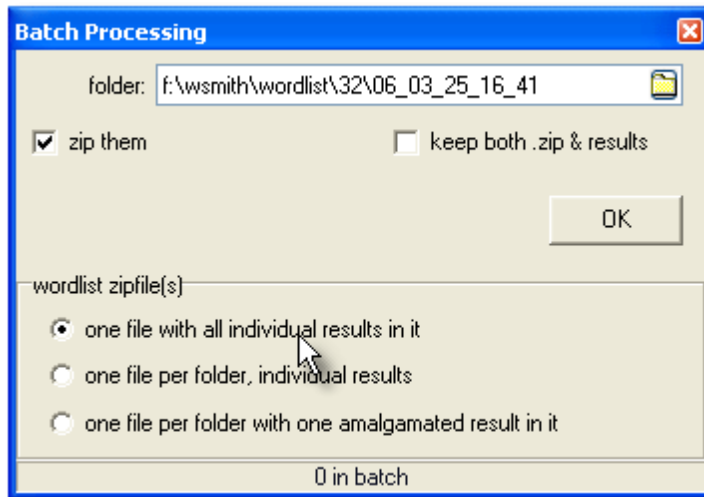 Batch Processing
folder: f:\wsmith\wordlist\32\06_03_25_16_41
zip them keep both .zip & results
OK
wordlist zipfile(s)
one file with all individual results in it
one file per folder, individual results
one file per folder with one amalgamated result in it
0 in batch